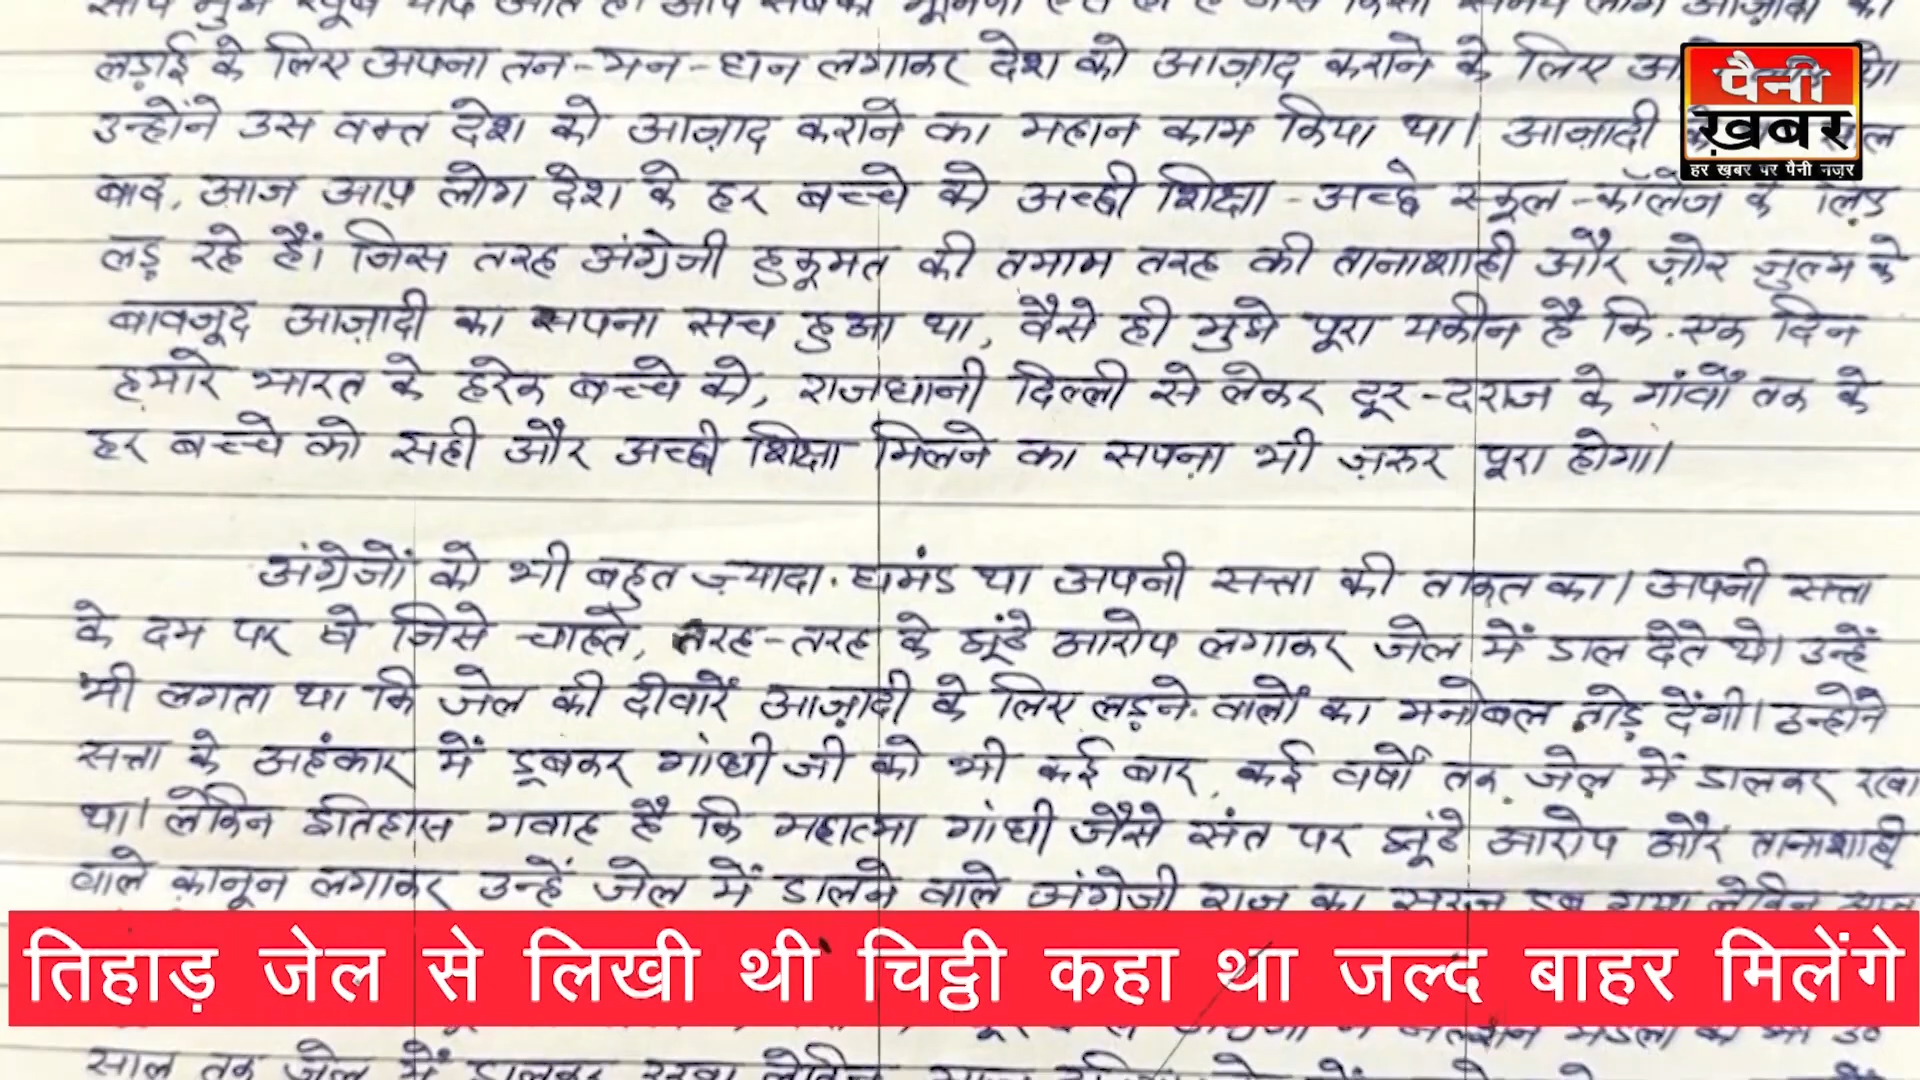 लड़ाई के लिए अपना तन-मन-धन लगाकर देश को आज़ाद कराने के लिए
उन्होंने उस वक्त देश को आज़ाद कराने का महान काम किया था। आज़ादी
बाद, आज आप लोग देश के हर बच्चे को अच्छी शिक्षा - अच्छे स्कूल-कॉलेज के लिए
लड़ रहे हैं। जिस तरह अंग्रेजी हुकूमत की तमाम तरह की तानाशाही और ज़ोर जुल्म के
बावजूद आज़ादी का सपना सच हुआ था, वैसे ही मुझे पूरा यकीन है कि एक दिन
हमारे भारत के हरेक बच्चे को, राजधानी दिल्ली से लेकर दूर-दराज के गांवों तक के
हर बच्चे को सही और अच्छी शिक्षा मिलने का सपना भी ज़रुर पूरा होगा।
अंग्रेजों को भी बहुत ज़्यादा घमंड था अपनी सत्ता की ताकत का। अपनी सत्ता
के दम पर वे जिसे चाहते, तरह-तरह के झूंठे आरोप लगाकर जेल में डाल देते थे। उन्हें
भी लगता था कि जेल की दीवारें आज़ादी के लिए लड़ने वालों का मनोबल तोड़ देंगी। उन्होंने
सत्ता के अहंकार में डूबकर गांधी जी को भी कई बार, कई वर्षों तक जेल में डालकर रखा
था। लेकिन इतिहास गवाह है कि महात्मा गांधी जैसे संत पर झूंठे आरोप और तानाशाही
वाले क़ानून लगाकर उन्हें जेल में डालने वाले अंग्रेजी राज का सूरज डूब गया लेकिन
साल तक जेल में डालकर रखा लेकिन
पैनी
ख़बर
हर ख़बर पर पैनी नज़र
तिहाड़ जेल से लिखी थी चिट्ठी कहा था जल्द बाहर मिलेंगे